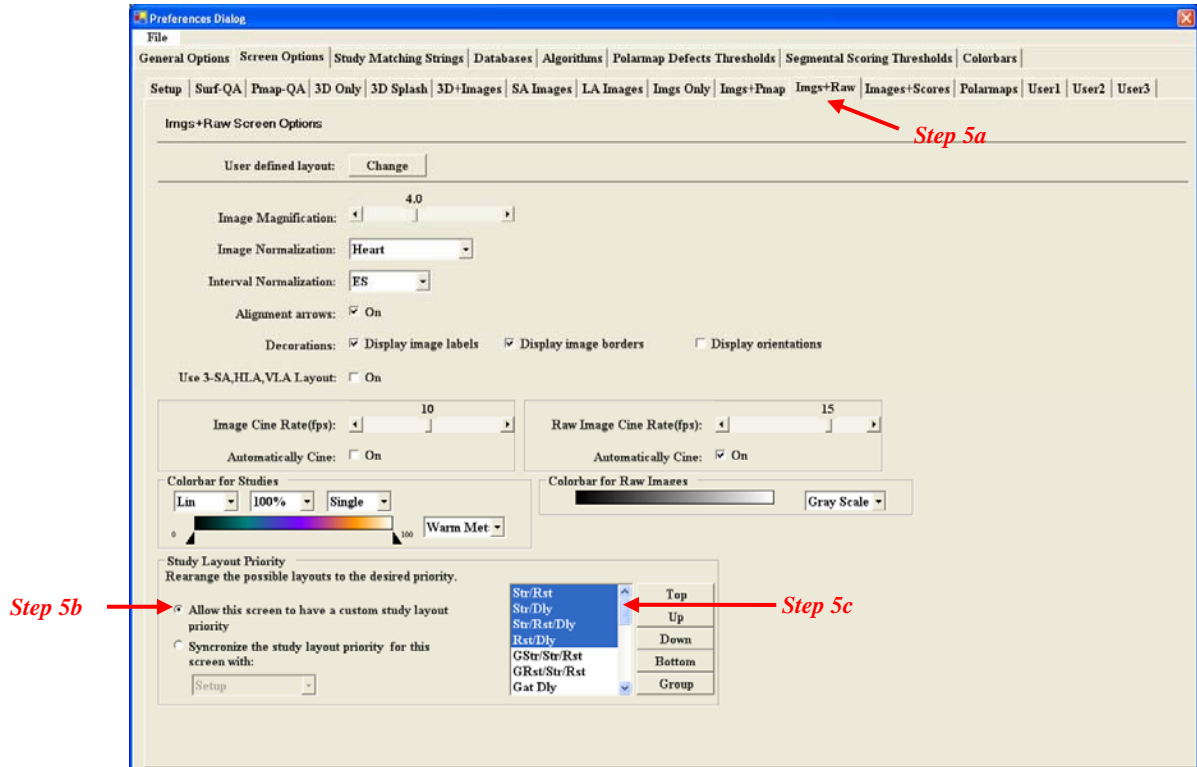 Preferences Dialog
File
General Options Screen Options Study Matching Strings Databases Algorithms Polarmap Defects Thresholds Segmental Scoring Thresholds Colorbars
Setup Surf-QA Pmap-QA 3D Only 3D Splash 3D+Images SA Images LA Images Imgs Only Imgs+Pmap Imgs+Raw Images+Scores Polarmaps User1 User2 User3
Imgs+Raw Screen Options
Step 5a
User defined layout: Change
4.0
Image Magnification:
Image Normalization: Heart
Interval Normalization: ES
Alignment arrows: On
Decorations: Display image labels Display image borders Display orientations
Use 3-SA,HLA,VLA Layout: On
10
Image Cine Rate(fps):
Automatically Cine: On
15
Raw Image Cine Rate(fps):
Automatically Cine: On
Colorbar for Studies
Lin 100% Single
0 100 Warm Met
Colorbar for Raw Images
Gray Scale
Study Layout Priority
Rearrange the possible layouts to the desired priority.
Step 5b
Allow this screen to have a custom study layout
priority
Syncronize the study layout priority for this
screen with:
Setup
Str/Rst
Str/Dly
Str/Rst/Dly
Rst/Dly
GStr/Str/Rst
GRst/Str/Rst
Gat Dly
Top
Up
Down
Bottom
Group
Step 5c